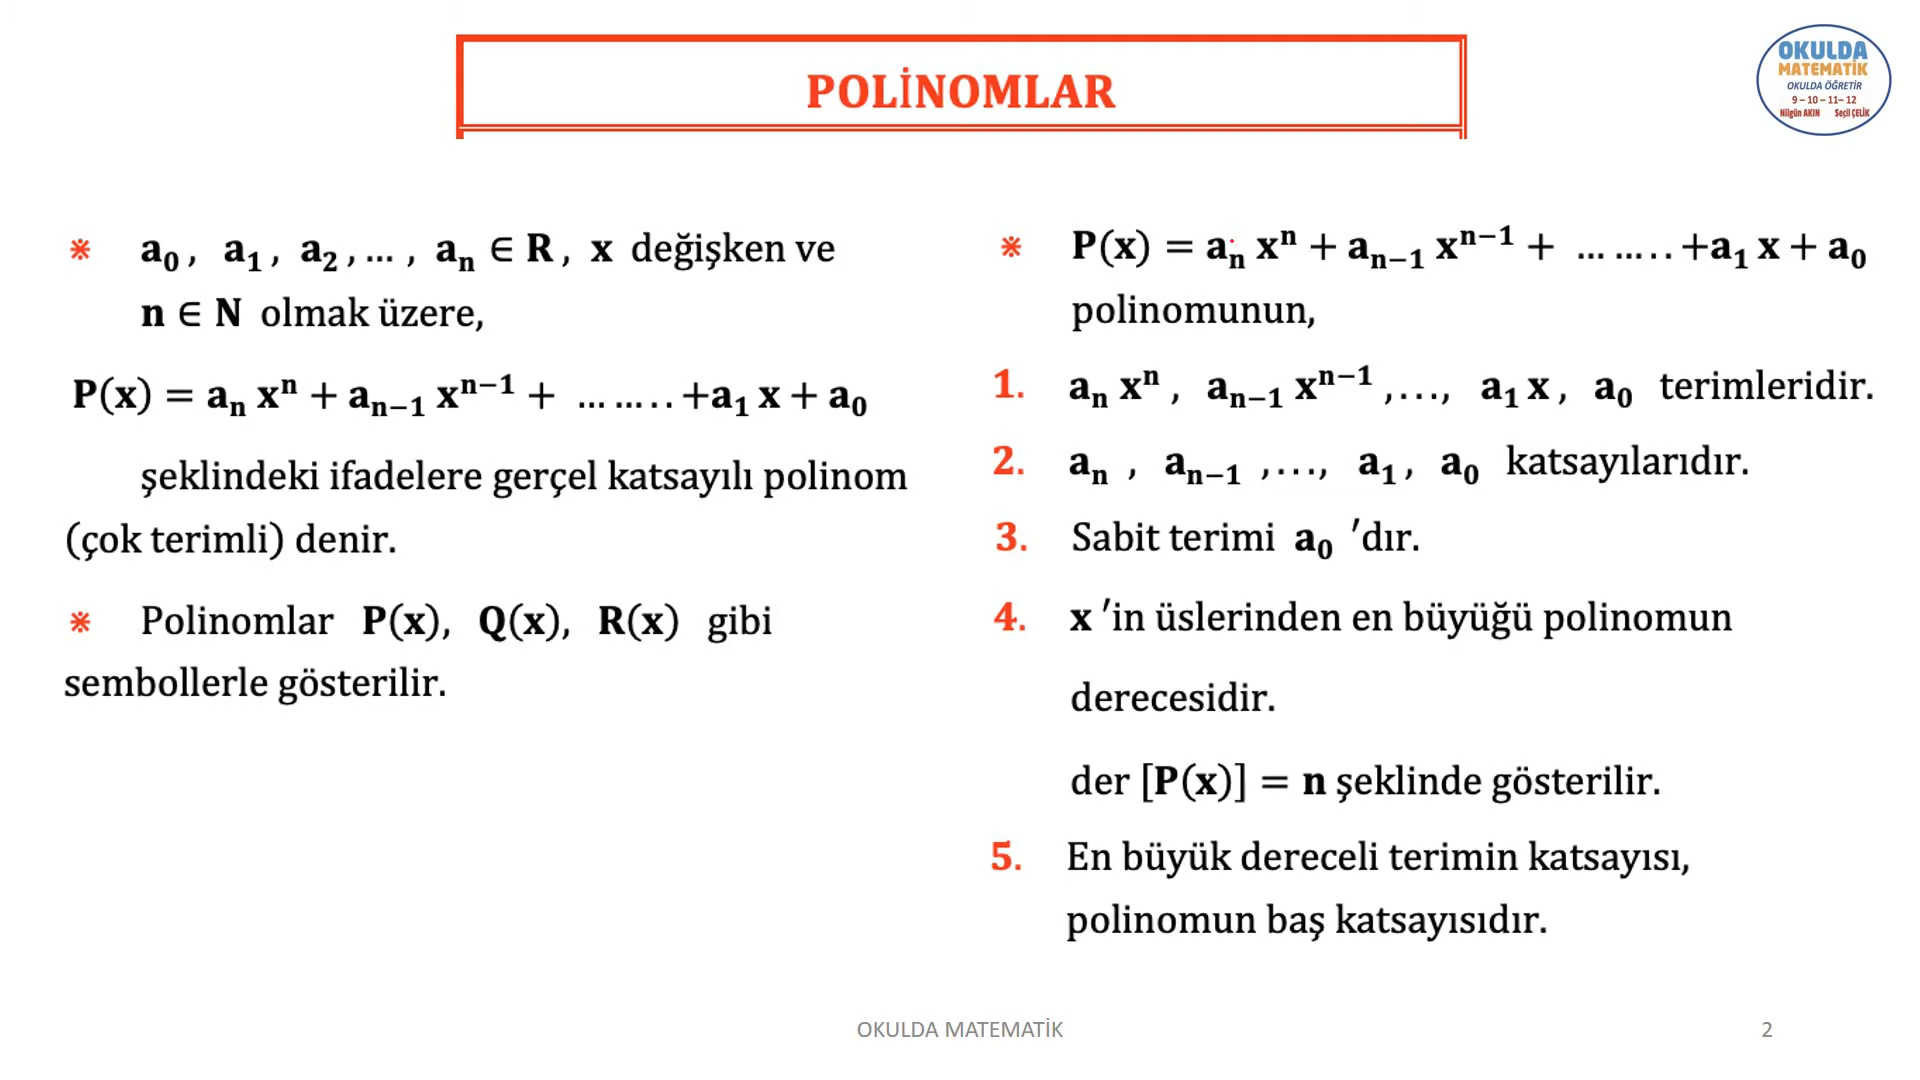 POLİNOMLAR
OKULDA
MATEMATİK
OKULDA ÖĞRETİR
9 – 10 – 11– 12
Nilgün AKIN Seçil ÇELİK
※ a₀ , a₁ , a₂ , … , aₙ ∈ R , x değişken ve
n ∈ N olmak üzere,
P(x) = aₙ xⁿ + aₙ₋₁ xⁿ⁻¹ + … … . . +a₁ x + a₀
şeklindeki ifadelere gerçel katsayılı polinom
(çok terimli) denir.
※ Polinomlar P(x), Q(x), R(x) gibi
sembollerle gösterilir.
※ P(x) = aₙ xⁿ + aₙ₋₁ xⁿ⁻¹ + … … . . +a₁ x + a₀
polinomunun,
1. aₙ xⁿ , aₙ₋₁ xⁿ⁻¹ , . . . , a₁ x , a₀ terimleridir.
2. aₙ , aₙ₋₁ , . . . , a₁ , a₀ katsayılarıdır.
3. Sabit terimi a₀ ′dır.
4. x ′in üslerinden en büyüğü polinomun
derecesidir.
der [P(x)] = n şeklinde gösterilir.
5. En büyük dereceli terimin katsayısı,
polinomun baş katsayısıdır.
OKULDA MATEMATİK
2